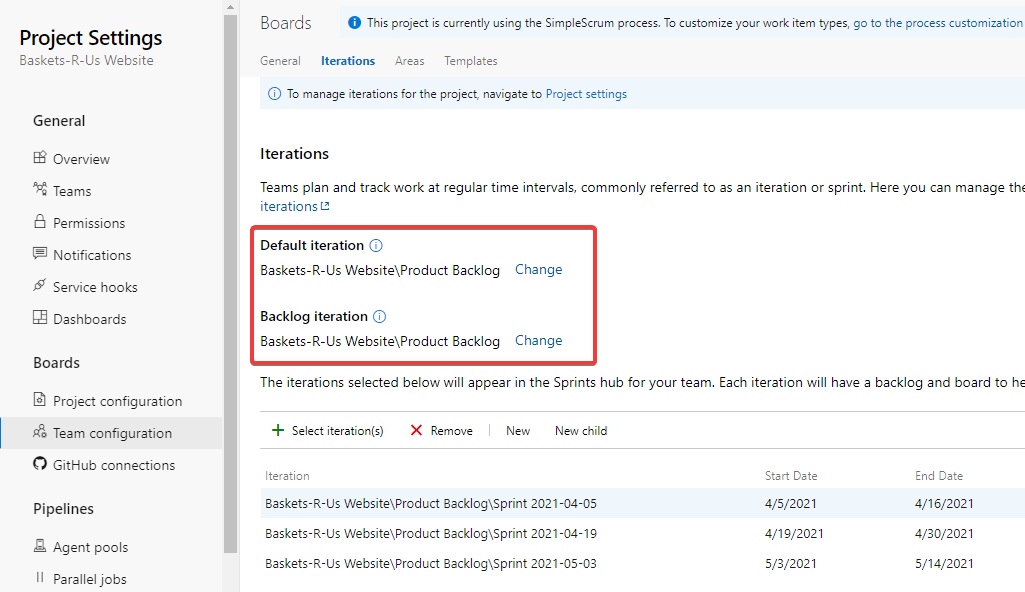 Project Settings
Baskets-R-Us Website
General
Overview
Teams
Permissions
Notifications
Service hooks
Dashboards
Boards
Project configuration
Team configuration
GitHub connections
Pipelines
Agent pools
Parallel jobs
Boards
This project is currently using the SimpleScrum process. To customize your work item types, go to the process customization
General Iterations Areas Templates
To manage iterations for the project, navigate to Project settings
Iterations
Teams plan and track work at regular time intervals, commonly referred to as an iteration or sprint. Here you can manage the
iterations
Default iteration
Baskets-R-Us Website\Product Backlog Change
Backlog iteration
Baskets-R-Us Website\Product Backlog Change
The iterations selected below will appear in the Sprints hub for your team. Each iteration will have a backlog and board to he
Select iteration(s) Remove New New child
Iteration Start Date End Date
Baskets-R-Us Website\Product Backlog\Sprint 2021-04-05 4/5/2021 4/16/2021
Baskets-R-Us Website\Product Backlog\Sprint 2021-04-19 4/19/2021 4/30/2021
Baskets-R-Us Website\Product Backlog\Sprint 2021-05-03 5/3/2021 5/14/2021